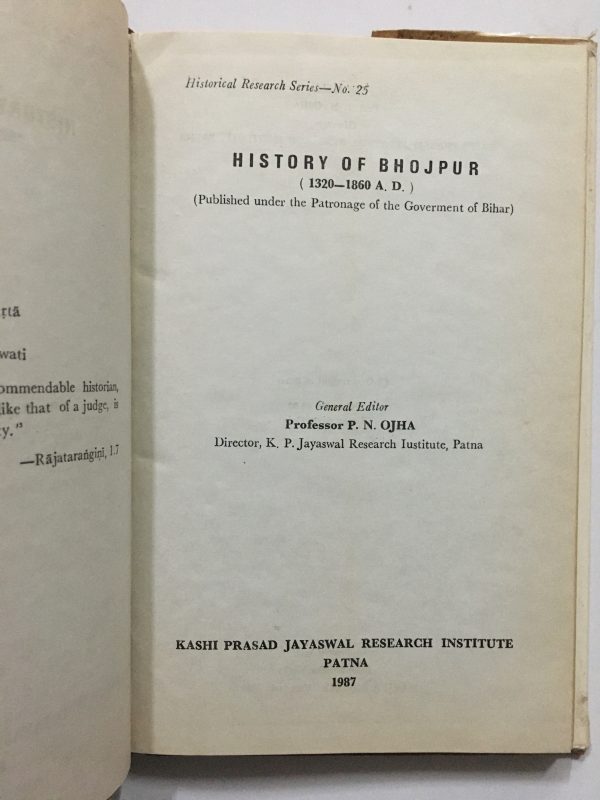 ṛtā
wati
ommendable historian,
like that of a judge, is
y."
—Rājataraṅgiṇī, 1.7
Historical Research Series—No. 25
HISTORY OF BHOJPUR
( 1320—1860 A. D. )
(Published under the Patronage of the Goverment of Bihar)
General Editor
Professor P. N. OJHA
Director, K. P. Jayaswal Research Iustitute, Patna
KASHI PRASAD JAYASWAL RESEARCH INSTITUTE
PATNA
1987